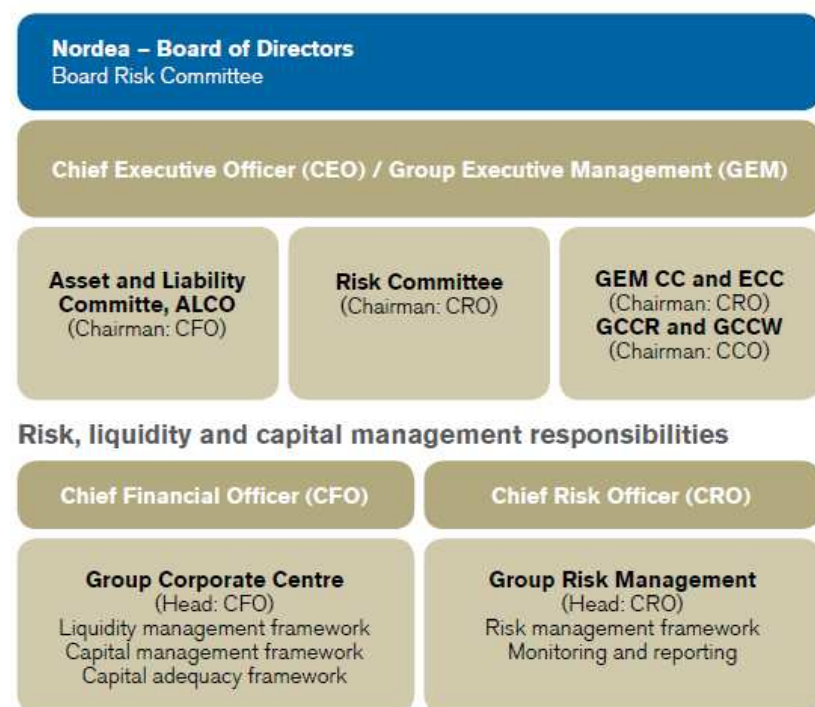 Nordea – Board of Directors
Board Risk Committee
Chief Executive Officer (CEO) / Group Executive Management (GEM)
Asset and Liability
Committe, ALCO
(Chairman: CFO)
Risk Committee
(Chairman: CRO)
GEM CC and ECC
(Chairman: CRO)
GCCR and GCCW
(Chairman: CCO)
Risk, liquidity and capital management responsibilities
Chief Financial Officer (CFO)
Chief Risk Officer (CRO)
Group Corporate Centre
(Head: CFO)
Liquidity management framework
Capital management framework
Capital adequacy framework
Group Risk Management
(Head: CRO)
Risk management framework
Monitoring and reporting